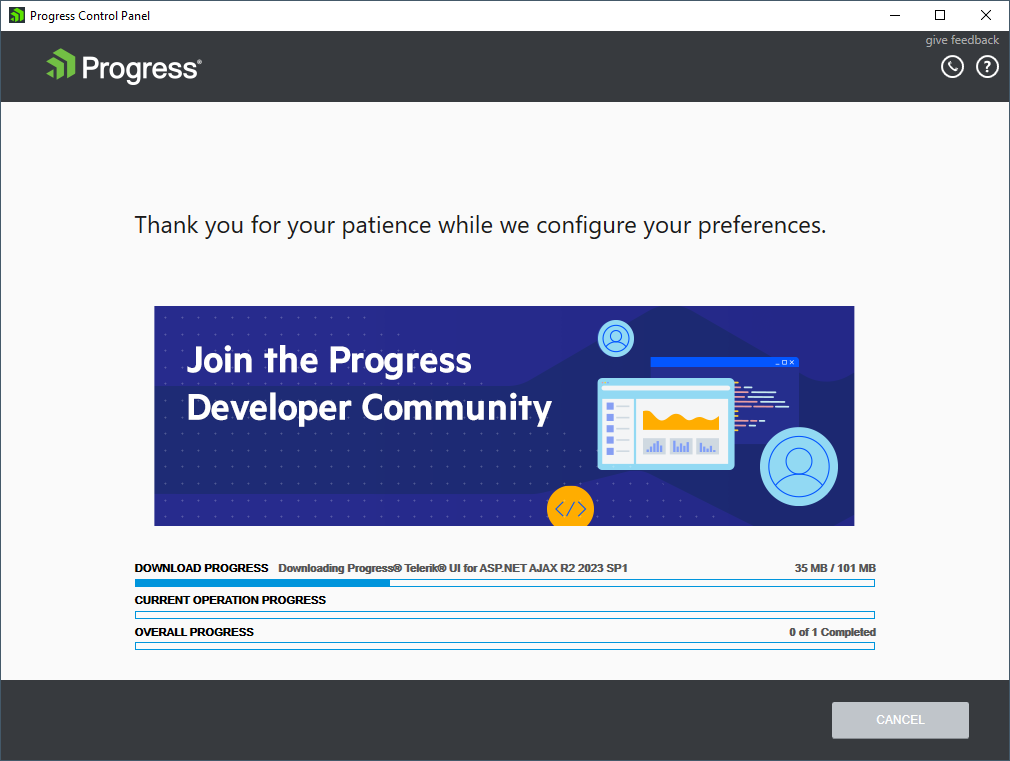 Progress Control Panel
give feedback
Progress®
?
Thank you for your patience while we configure your preferences.
Join the Progress
Developer Community
</>
DOWNLOAD PROGRESS Downloading Progress® Telerik® UI for ASP.NET AJAX R2 2023 SP1 35 MB / 101 MB
CURRENT OPERATION PROGRESS
OVERALL PROGRESS 0 of 1 Completed
CANCEL